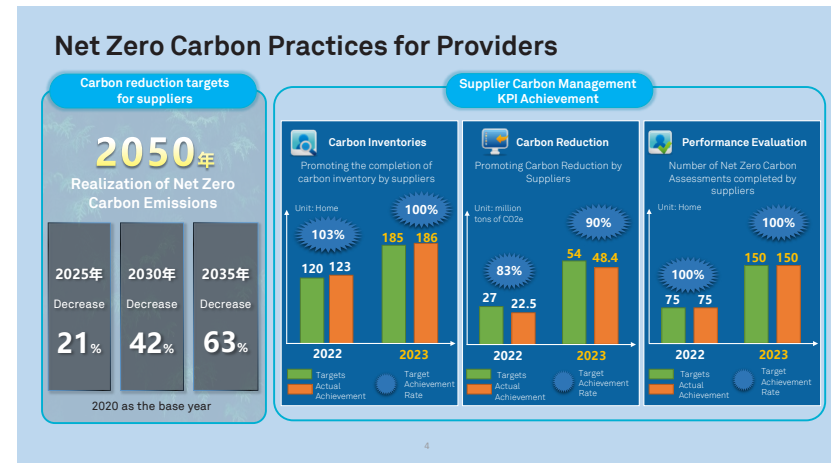 Net Zero Carbon Practices for Providers
Carbon reduction targets
for suppliers
2050年
Realization of Net Zero
Carbon Emissions
2025年
Decrease
21%
2030年
Decrease
42%
2035年
Decrease
63%
2020 as the base year
Supplier Carbon Management
KPI Achievement
Carbon Inventories
Promoting the completion of
carbon inventory by suppliers
Unit: Home
103%
100%
120 123
185 186
2022
2023
Targets
Actual
Achievement
Target
Achievement
Rate
Carbon Reduction
Promoting Carbon Reduction by
Suppliers
Unit: million
tons of CO2e
83%
90%
27 22.5
54 48.4
2022
2023
Targets
Actual
Achievement
Target
Achievement
Rate
Performance Evaluation
Number of Net Zero Carbon
Assessments completed by
suppliers
Unit: Home
100%
100%
75 75
150 150
2022
2023
Targets
Actual
Achievement
Target
Achievement
Rate
4